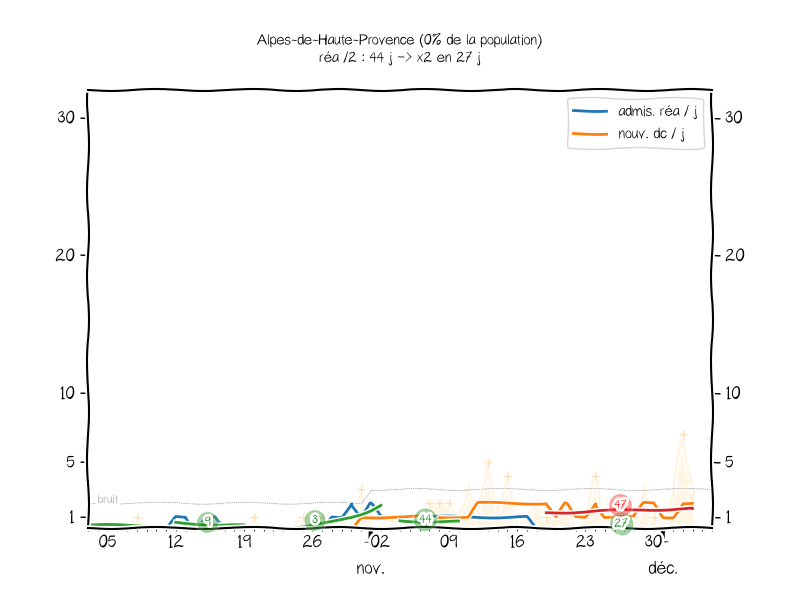 Alpes-de-Haute-Provence (0% de la population)
réa /2 : 44 j -> x2 en 27 j
admis. réa / j
nouv. dc / j
30 30
20 20
10 10
5 5
bruit
1 1
9 3 44 47 27
05 12 19 26 02 09 16 23 30
nov. déc.